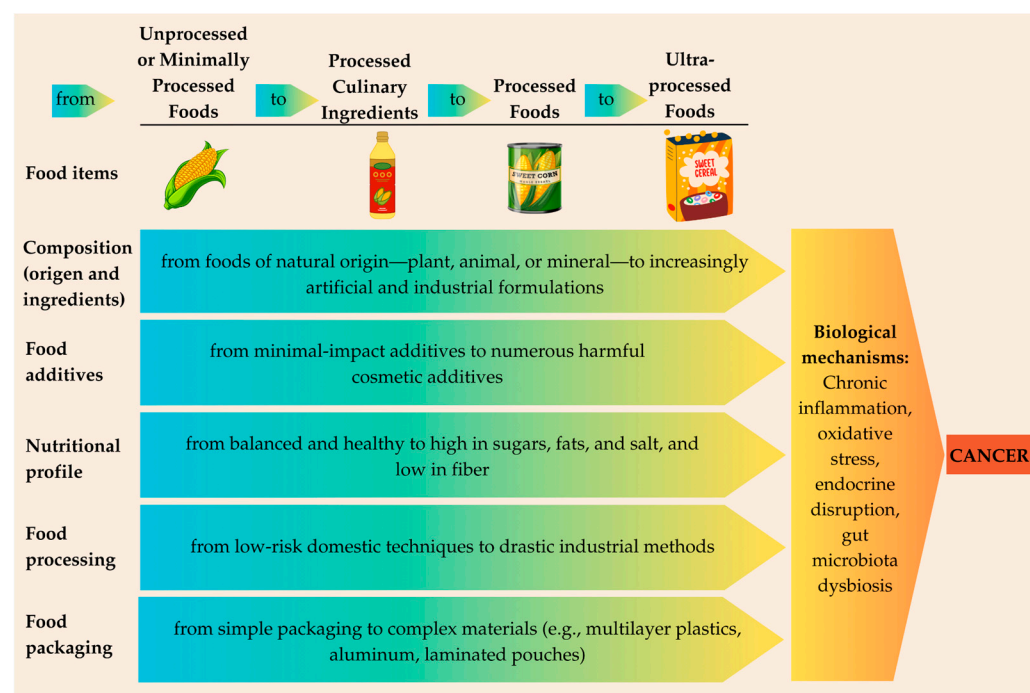 from
Unprocessed
or Minimally
Processed
Foods
to
Processed
Culinary
Ingredients
to
Processed
Foods
to
Ultra-
processed
Foods
Food items
SWEET CORN
SWEET
CEREAL
Composition
(origen and
ingredients)
from foods of natural origin—plant, animal, or mineral—to increasingly
artificial and industrial formulations
Food
additives
from minimal-impact additives to numerous harmful
cosmetic additives
Nutritional
profile
from balanced and healthy to high in sugars, fats, and salt, and
low in fiber
Food
processing
from low-risk domestic techniques to drastic industrial methods
Food
packaging
from simple packaging to complex materials (e.g., multilayer plastics,
aluminum, laminated pouches)
Biological
mechanisms:
Chronic
inflammation,
oxidative
stress,
endocrine
disruption,
gut
microbiota
dysbiosis
CANCER